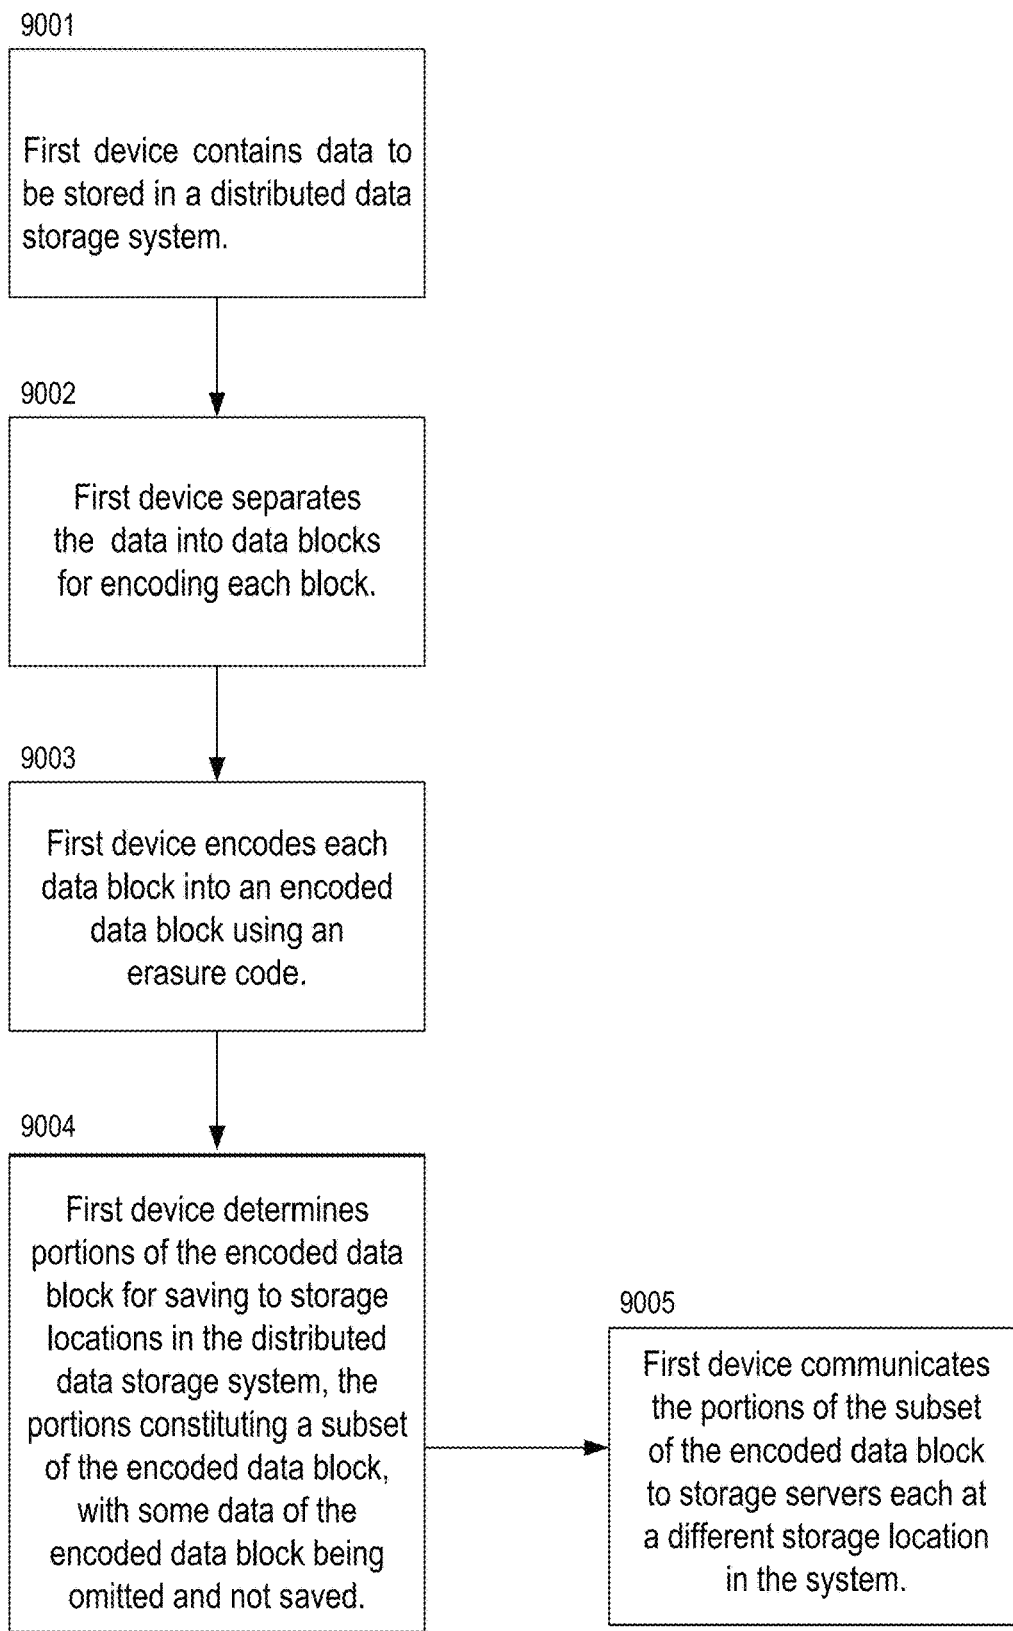 9001
First device contains data to
be stored in a distributed data
storage system.
9002
First device separates
the data into data blocks
for encoding each block.
9003
First device encodes each
data block into an encoded
data block using an
erasure code.
9004
First device determines
portions of the encoded data
block for saving to storage
locations in the distributed
data storage system, the
portions constituting a subset
of the encoded data block,
with some data of the
encoded data block being
omitted and not saved.
9005
First device communicates
the portions of the subset
of the encoded data block
to storage servers each at
a different storage location
in the system.